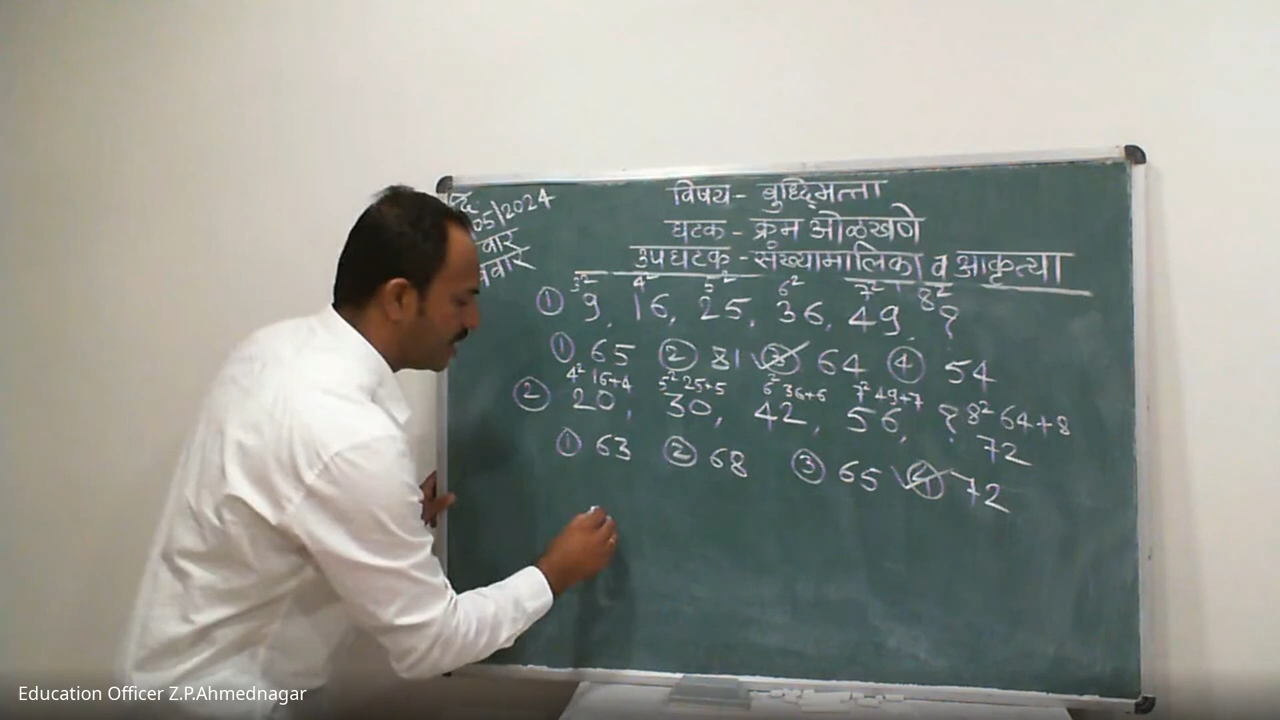 05/2024
वार
विषय - बुध्दिमत्ता
घटक - क्रम ओळखणे
उपघटक - संख्यामालिका व आकृत्या
3² 4² 5² 6² 7² 8²
① 9, 16, 25, 36, 49, ?
① 65 ② 81 ③ 64 ④ 54
4² 16+4 5² 25+5 6² 36+6 7² 49+7
② 20, 30, 42, 56, ? 8² 64+8
72
① 63 ② 68 ③ 65 ④ 72
Education Officer Z.P.Ahmednagar